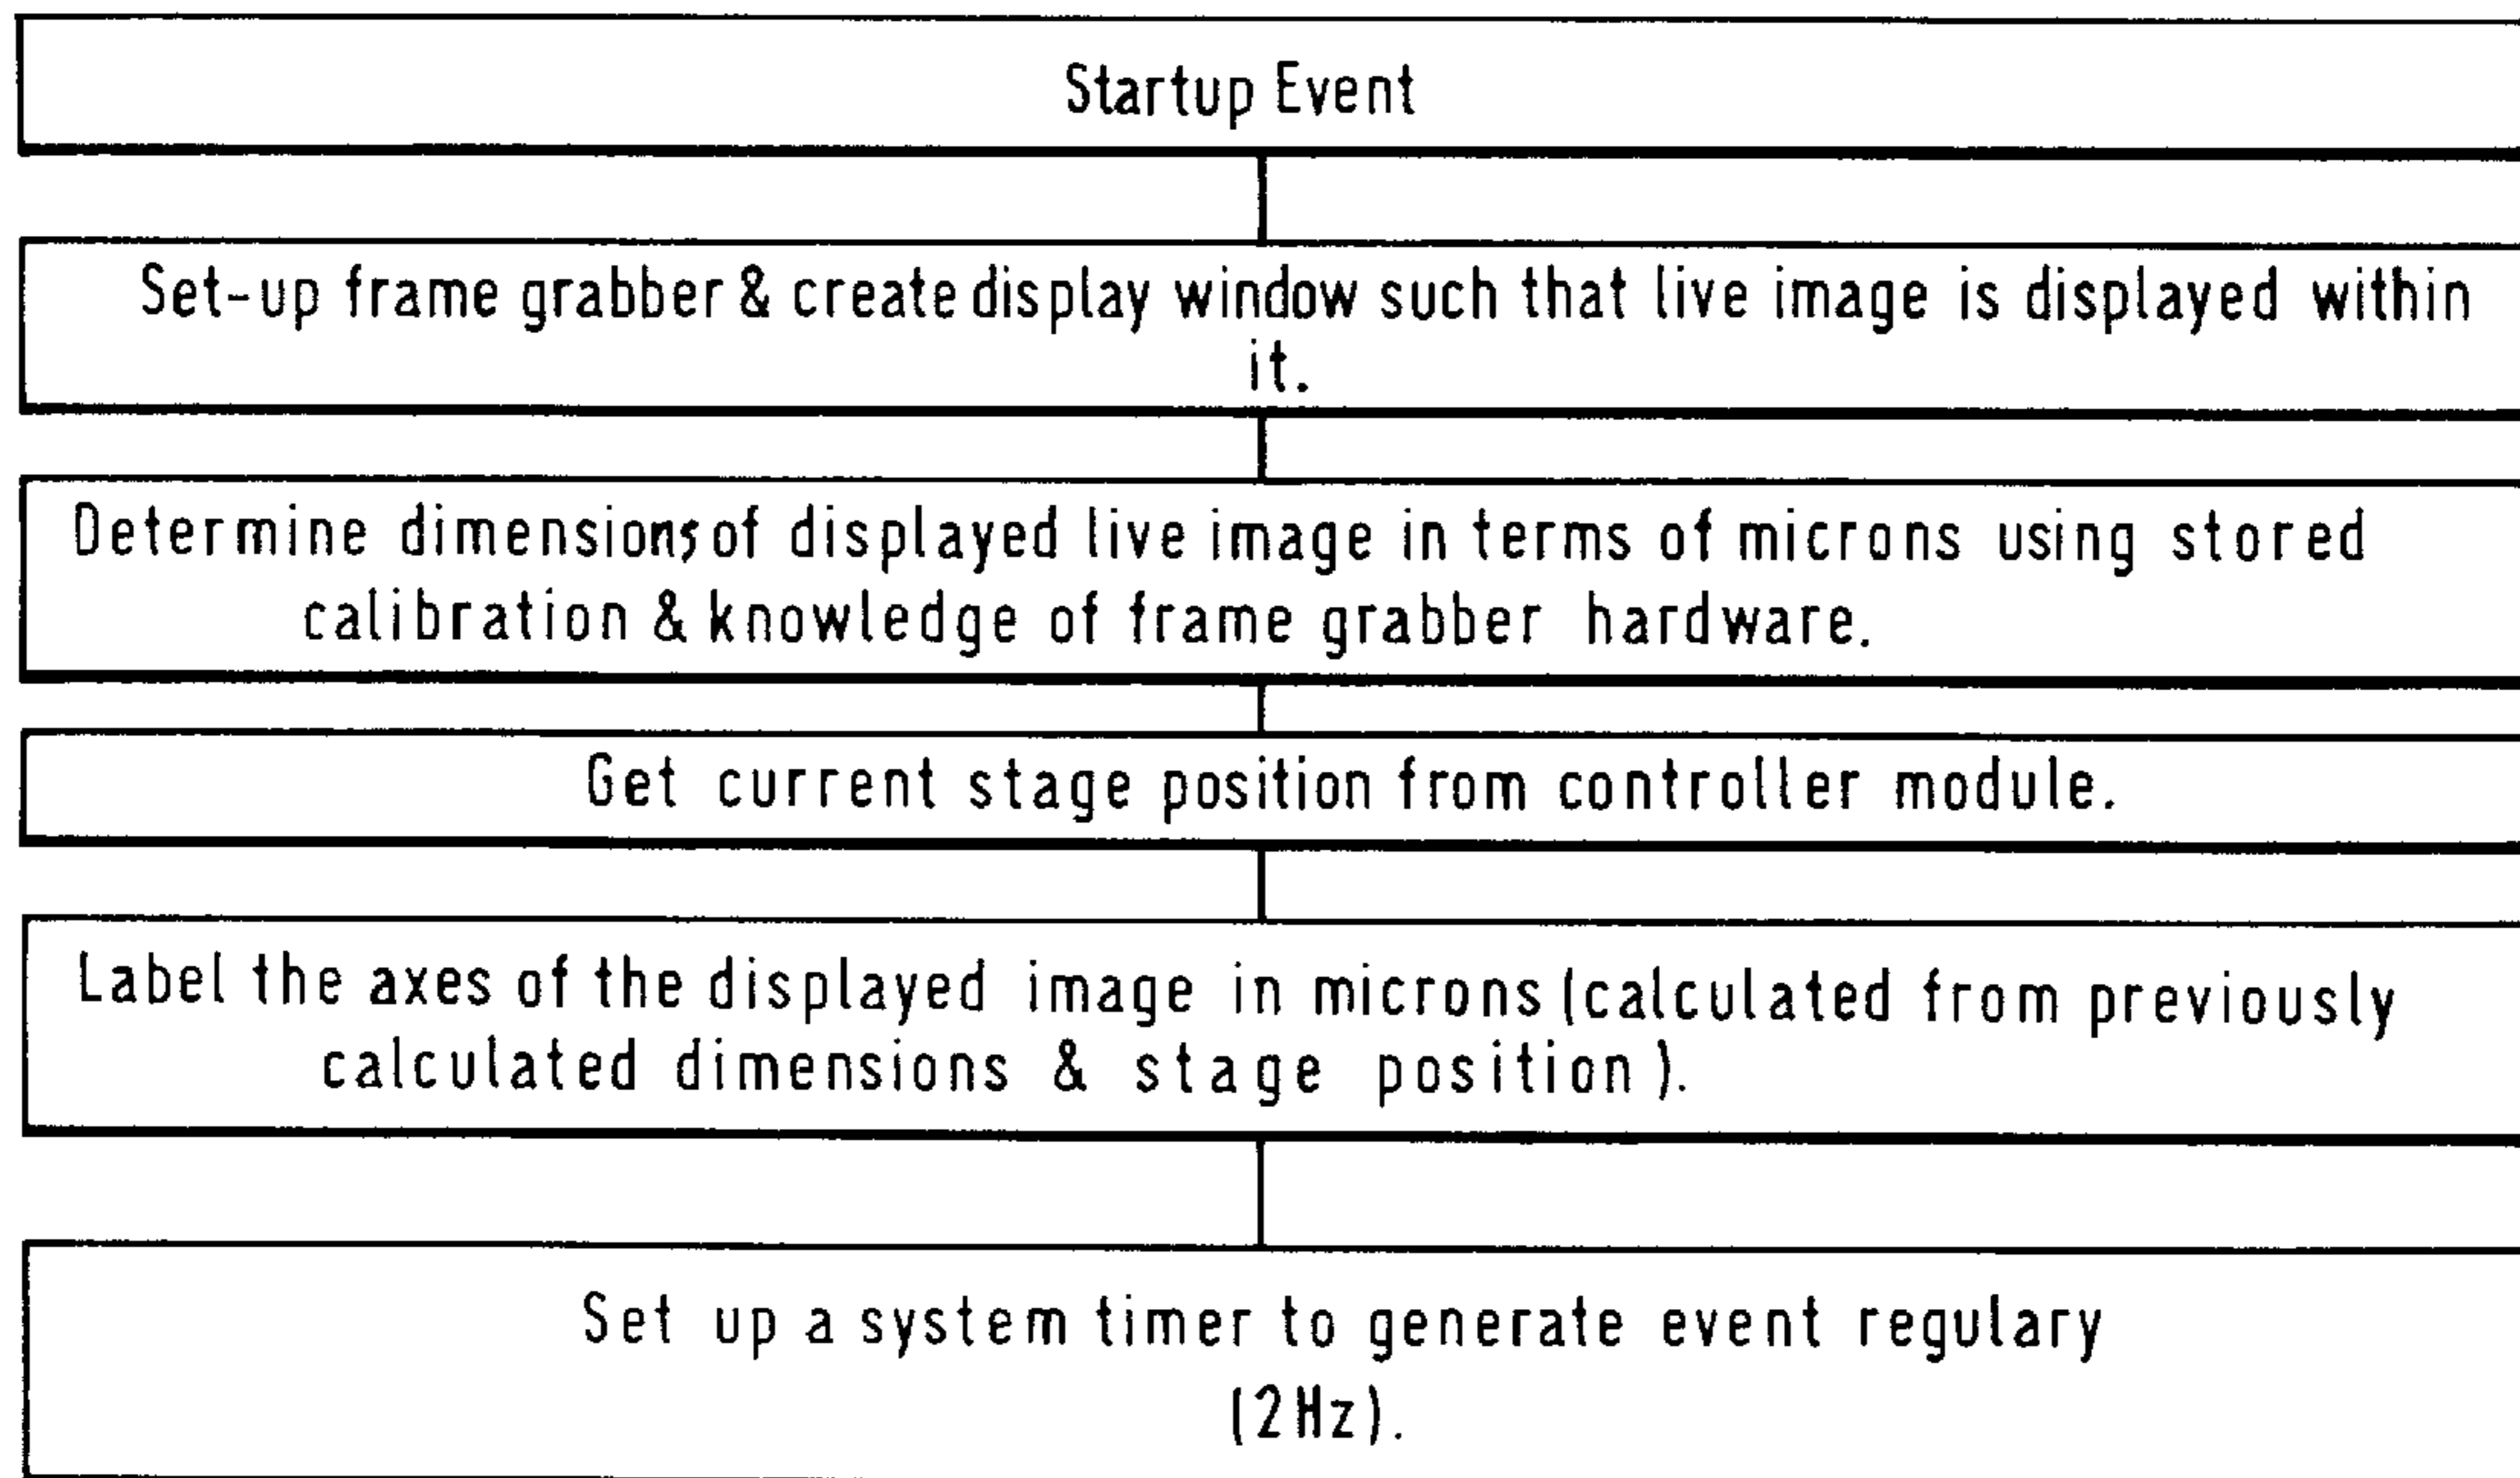 Startup Event
Set-up frame grabber & create display window such that live image is displayed within
it.
Determine dimensions of displayed live image in terms of microns using stored
calibration & knowledge of frame grabber hardware.
Get current stage position from controller module.
Label the axes of the displayed image in microns (calculated from previously
calculated dimensions & stage position).
Set up a system timer to generate event regulary
(2Hz).